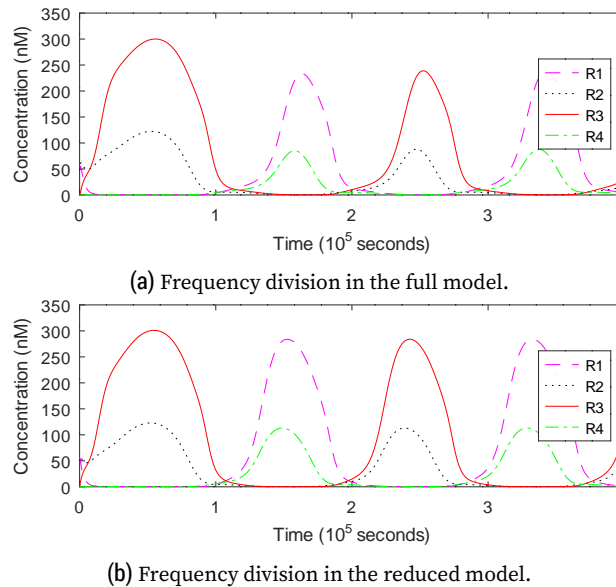 350
300
250
200
150
100
50
0
Concentration (nM)
R1
R2
R3
R4
0 1 2 3
Time (10^5 seconds)
(a) Frequency division in the full model.
350
300
250
200
150
100
50
0
Concentration (nM)
R1
R2
R3
R4
0 1 2 3
Time (10^5 seconds)
(b) Frequency division in the reduced model.